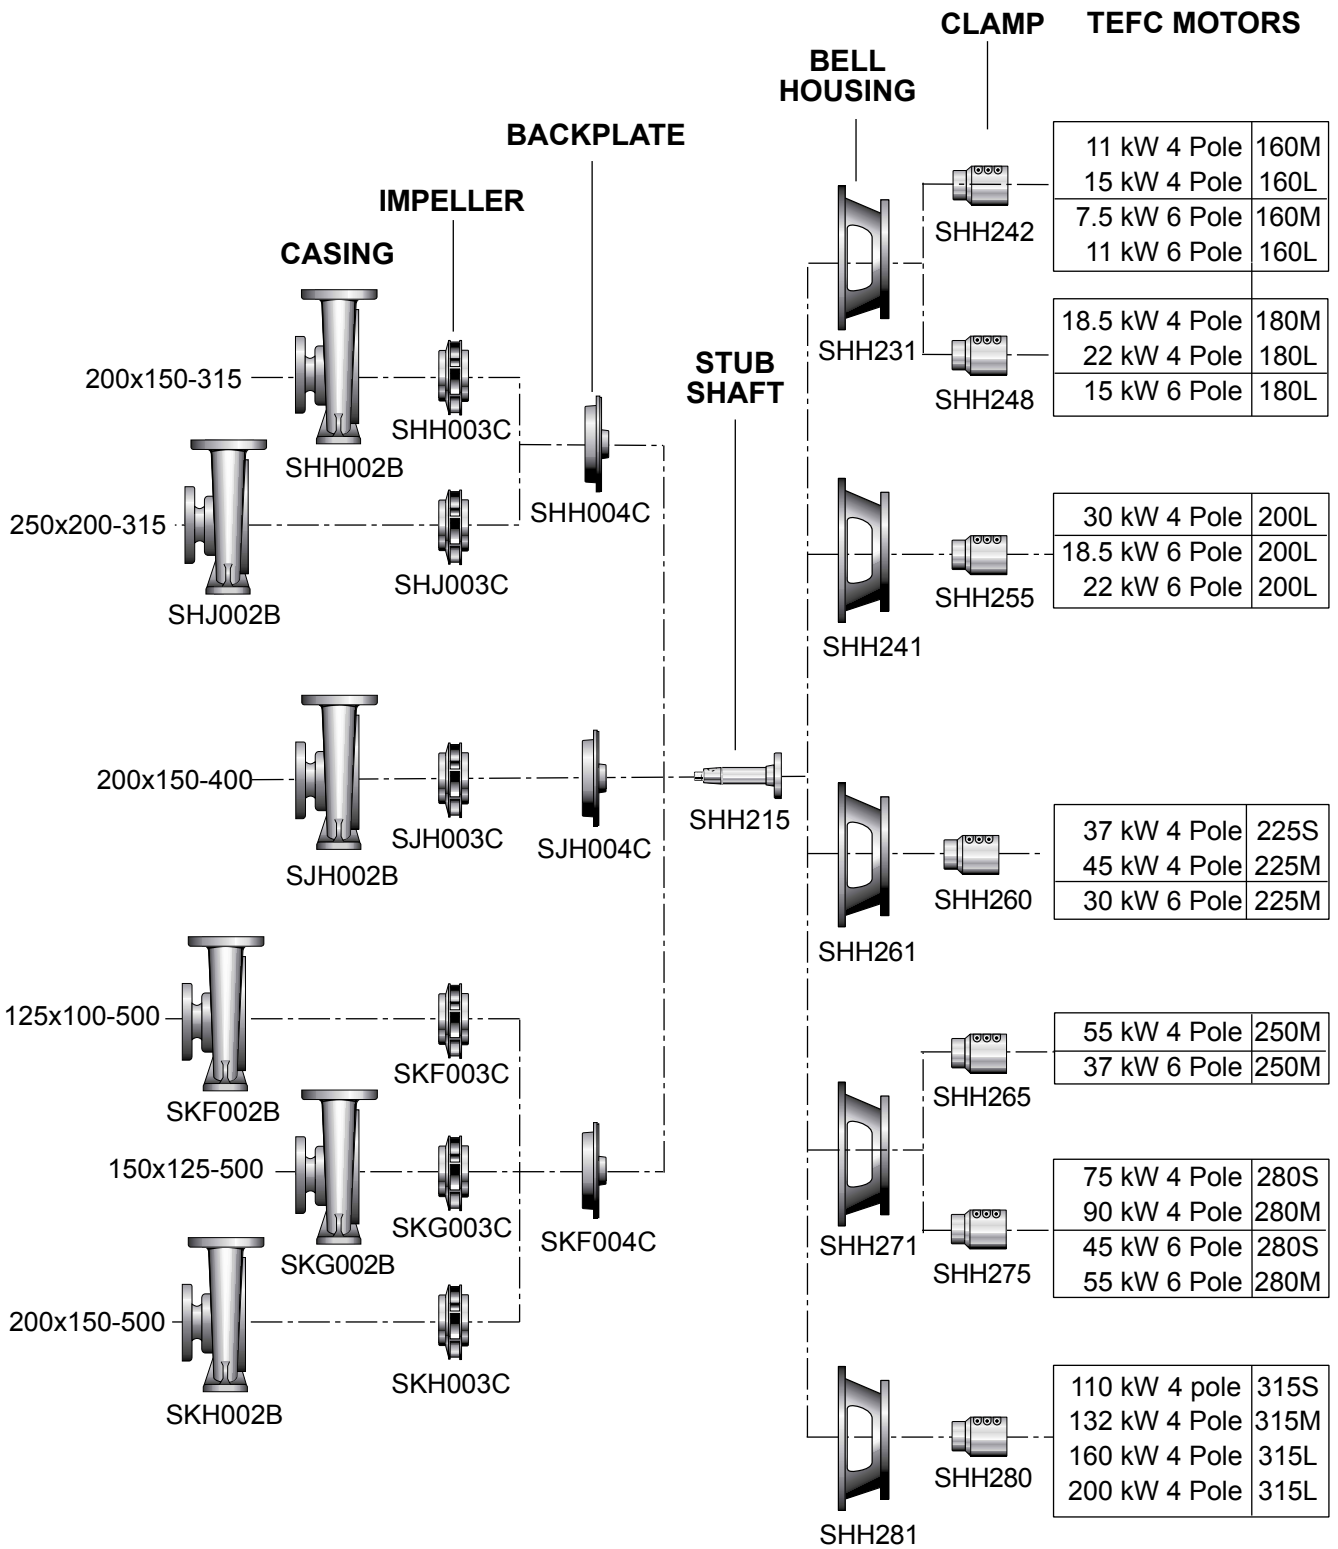 CLAMP
TEFC MOTORS
BELL
HOUSING
BACKPLATE
IMPELLER
CASING
STUB
SHAFT
200x150-315
SHH002B
SHH003C
250x200-315
SHJ002B
SHJ003C
SHH004C
200x150-400
SJH002B
SJH003C
SJH004C
125x100-500
SKF002B
SKF003C
150x125-500
SKG002B
SKG003C
SKF004C
200x150-500
SKH002B
SKH003C
SHH215
SHH231
SHH242
11 kW 4 Pole 160M
15 kW 4 Pole 160L
7.5 kW 6 Pole 160M
11 kW 6 Pole 160L
SHH248
18.5 kW 4 Pole 180M
22 kW 4 Pole 180L
15 kW 6 Pole 180L
SHH241
SHH255
30 kW 4 Pole 200L
18.5 kW 6 Pole 200L
22 kW 6 Pole 200L
SHH261
SHH260
37 kW 4 Pole 225S
45 kW 4 Pole 225M
30 kW 6 Pole 225M
SHH271
SHH265
55 kW 4 Pole 250M
37 kW 6 Pole 250M
SHH275
75 kW 4 Pole 280S
90 kW 4 Pole 280M
45 kW 6 Pole 280S
55 kW 6 Pole 280M
SHH281
SHH280
110 kW 4 pole 315S
132 kW 4 Pole 315M
160 kW 4 Pole 315L
200 kW 4 Pole 315L